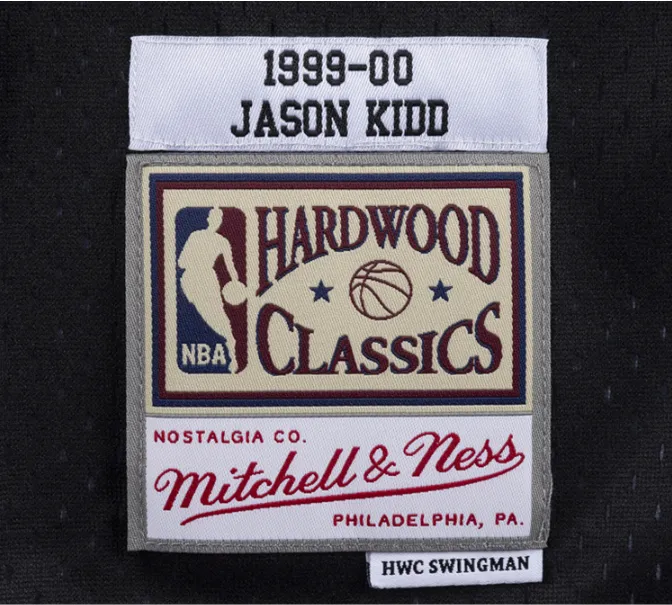 1999-00
JASON KIDD
HARDWOOD
NBA
CLASSICS
NOSTALGIA CO.
Mitchell & Ness
PHILADELPHIA, PA.
HWC SWINGMAN